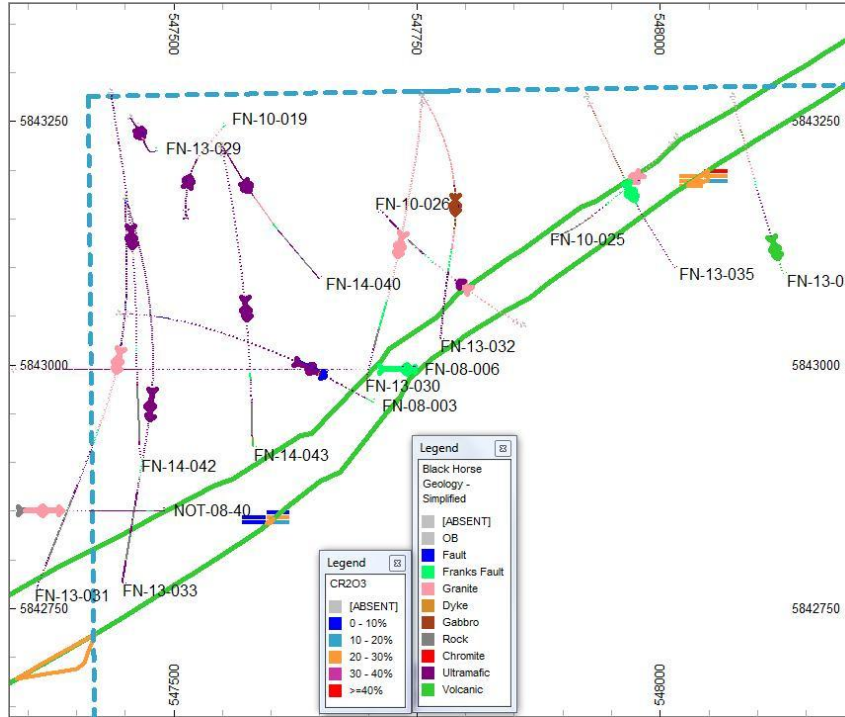 547500
547750
548000
5843250
5843250
FN-10-019
FN-13-029
FN-10-026
FN-10-025
FN-14-040
FN-13-035
FN-13-0
FN-13-032
5843000
5843000
FN-08-006
FN-13-030
FN-08-003
FN-14-043
FN-14-042
NOT-08-40
FN-13-031
FN-13-033
5842750
5842750
547500
548000
Legend
CR2O3
[ABSENT]
0 - 10%
10 - 20%
20 - 30%
30 - 40%
>=40%
Legend
Black Horse
Geology -
Simplified
[ABSENT]
OB
Fault
Franks Fault
Granite
Dyke
Gabbro
Rock
Chromite
Ultramafic
Volcanic